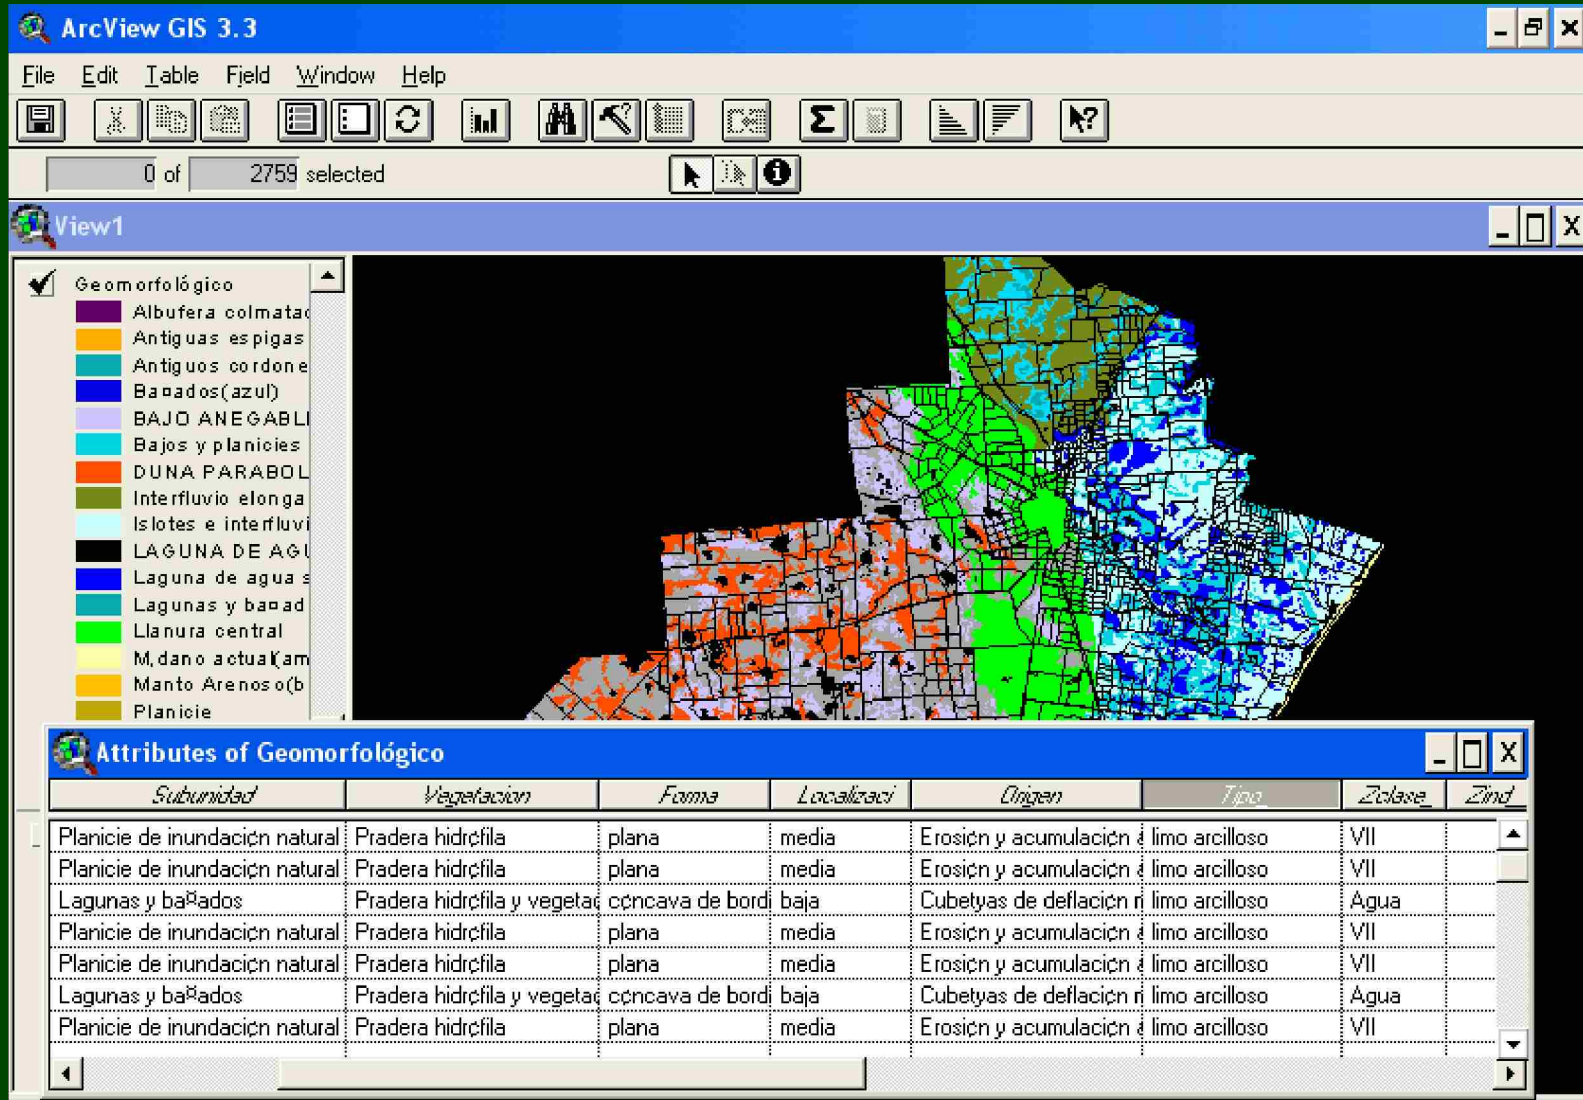 ArcView GIS 3.3
File Edit Table Field Window Help
0 of 2759 selected
View1
Geomorfológico
Albufera colmatac
Antiguas espigas
Antiguos cordone
Ba¤ados(azul)
BAJO ANEGABL
Bajos y planicies
DUNA PARABOL
Interfluvio elonga
Islotes e interfluvi
LAGUNA DE AGU
Laguna de agua s
Lagunas y ba¤ad
Llanura central
M‚dano actual(am
Manto Arenoso(b
Planicie
Attributes of Geomorfológico
Subunidad Vegetacion Forma Localizaci Origen Tipo_ Zclase_ Zind_
Planicie de inundaci¢n natural Pradera hidr¢fila plana media Erosi¢n y acumulaci¢n limo arcilloso VII
Planicie de inundaci¢n natural Pradera hidr¢fila plana media Erosi¢n y acumulaci¢n limo arcilloso VII
Lagunas y ba¤ados Pradera hidr¢fila y vegetac c¢ncava de bord baja Cubetyas de deflaci¢n limo arcilloso Agua
Planicie de inundaci¢n natural Pradera hidr¢fila plana media Erosi¢n y acumulaci¢n limo arcilloso VII
Planicie de inundaci¢n natural Pradera hidr¢fila plana media Erosi¢n y acumulaci¢n limo arcilloso VII
Lagunas y ba¤ados Pradera hidr¢fila y vegetac c¢ncava de bord baja Cubetyas de deflaci¢n limo arcilloso Agua
Planicie de inundaci¢n natural Pradera hidr¢fila plana media Erosi¢n y acumulaci¢n limo arcilloso VII